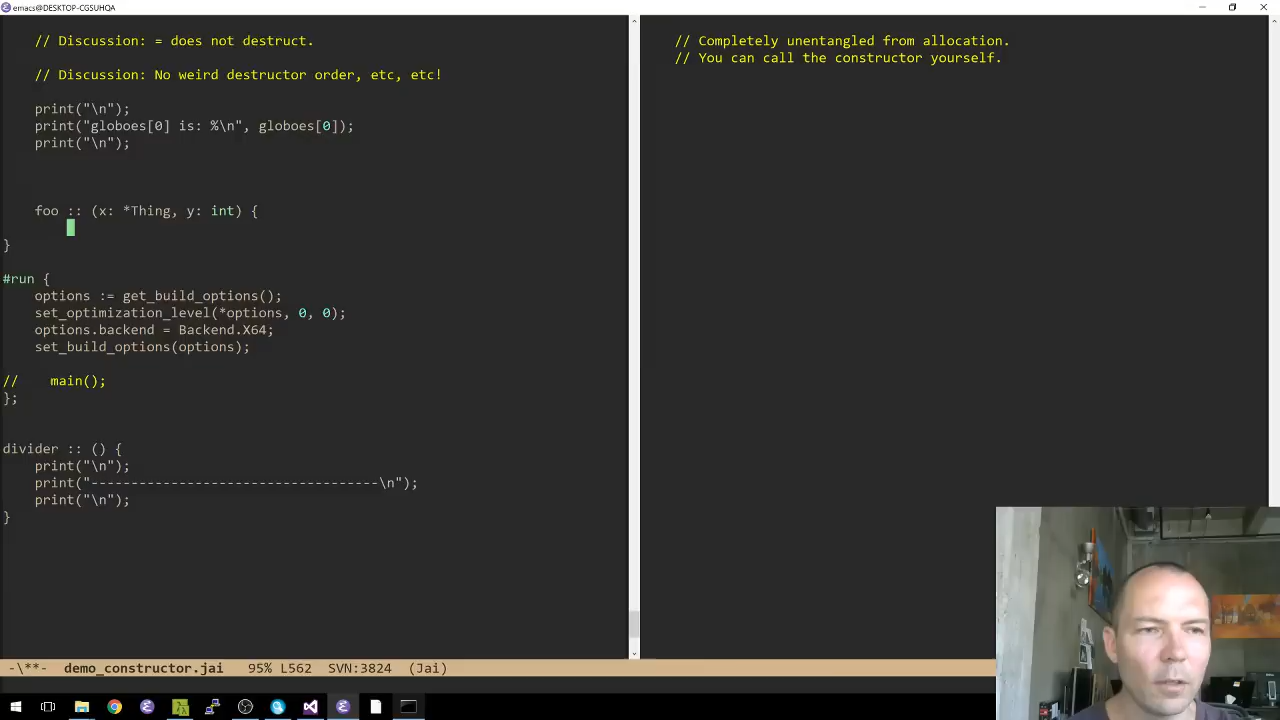 emacs@DESKTOP-CGSUHQA
// Discussion: = does not destruct.
// Discussion: No weird destructor order, etc, etc!
print("\n");
print("globoes[0] is: %\n", globoes[0]);
print("\n");
foo :: (x: *Thing, y: int) {
}
#run {
options := get_build_options();
set_optimization_level(*options, 0, 0);
options.backend = Backend.X64;
set_build_options(options);
// main();
};
divider :: () {
print("\n");
print("------------------------------------\n");
print("\n");
}
-\**- demo_constructor.jai 95% L562 SVN:3824 (Jai)
// Completely unentangled from allocation.
// You can call the constructor yourself.